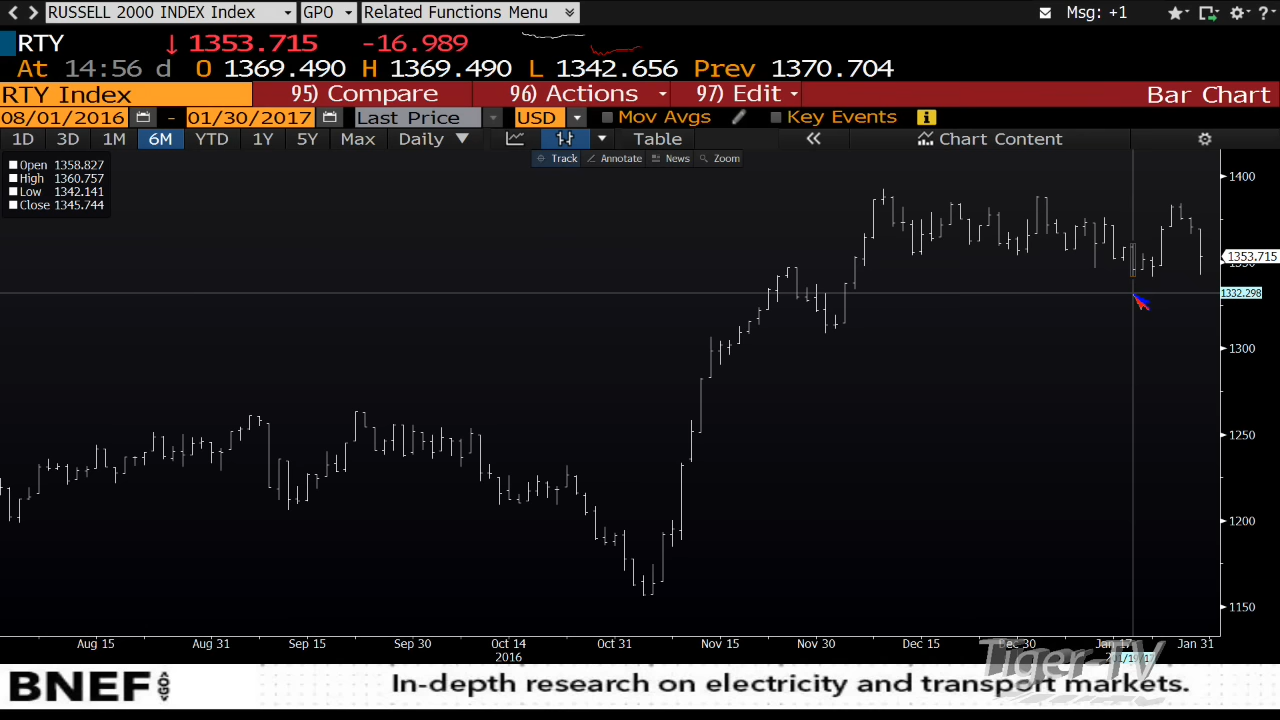 RUSSELL 2000 INDEX Index GPO Related Functions Menu Msg: +1 ?
RTY ↓ 1353.715 -16.989
At 14:56 d O 1369.490 H 1369.490 L 1342.656 Prev 1370.704
RTY Index 95) Compare 96) Actions 97) Edit Bar Chart
08/01/2016 - 01/30/2017 Last Price USD Mov Avgs Key Events i
1D 3D 1M 6M YTD 1Y 5Y Max Daily Table « Chart Content
Track Annotate News Zoom
Open 1358.827
High 1360.757
Low 1342.141
Close 1345.744
1400
1353.715
1332.298
1300
1250
1200
1150
Aug 15 Aug 31 Sep 15 Sep 30 Oct 14 Oct 31 Nov 15 Nov 30 Dec 15 Dec 30 Jan 17 Jan 31
2016
Tiger-TV
BNEF In-depth research on electricity and transport markets.